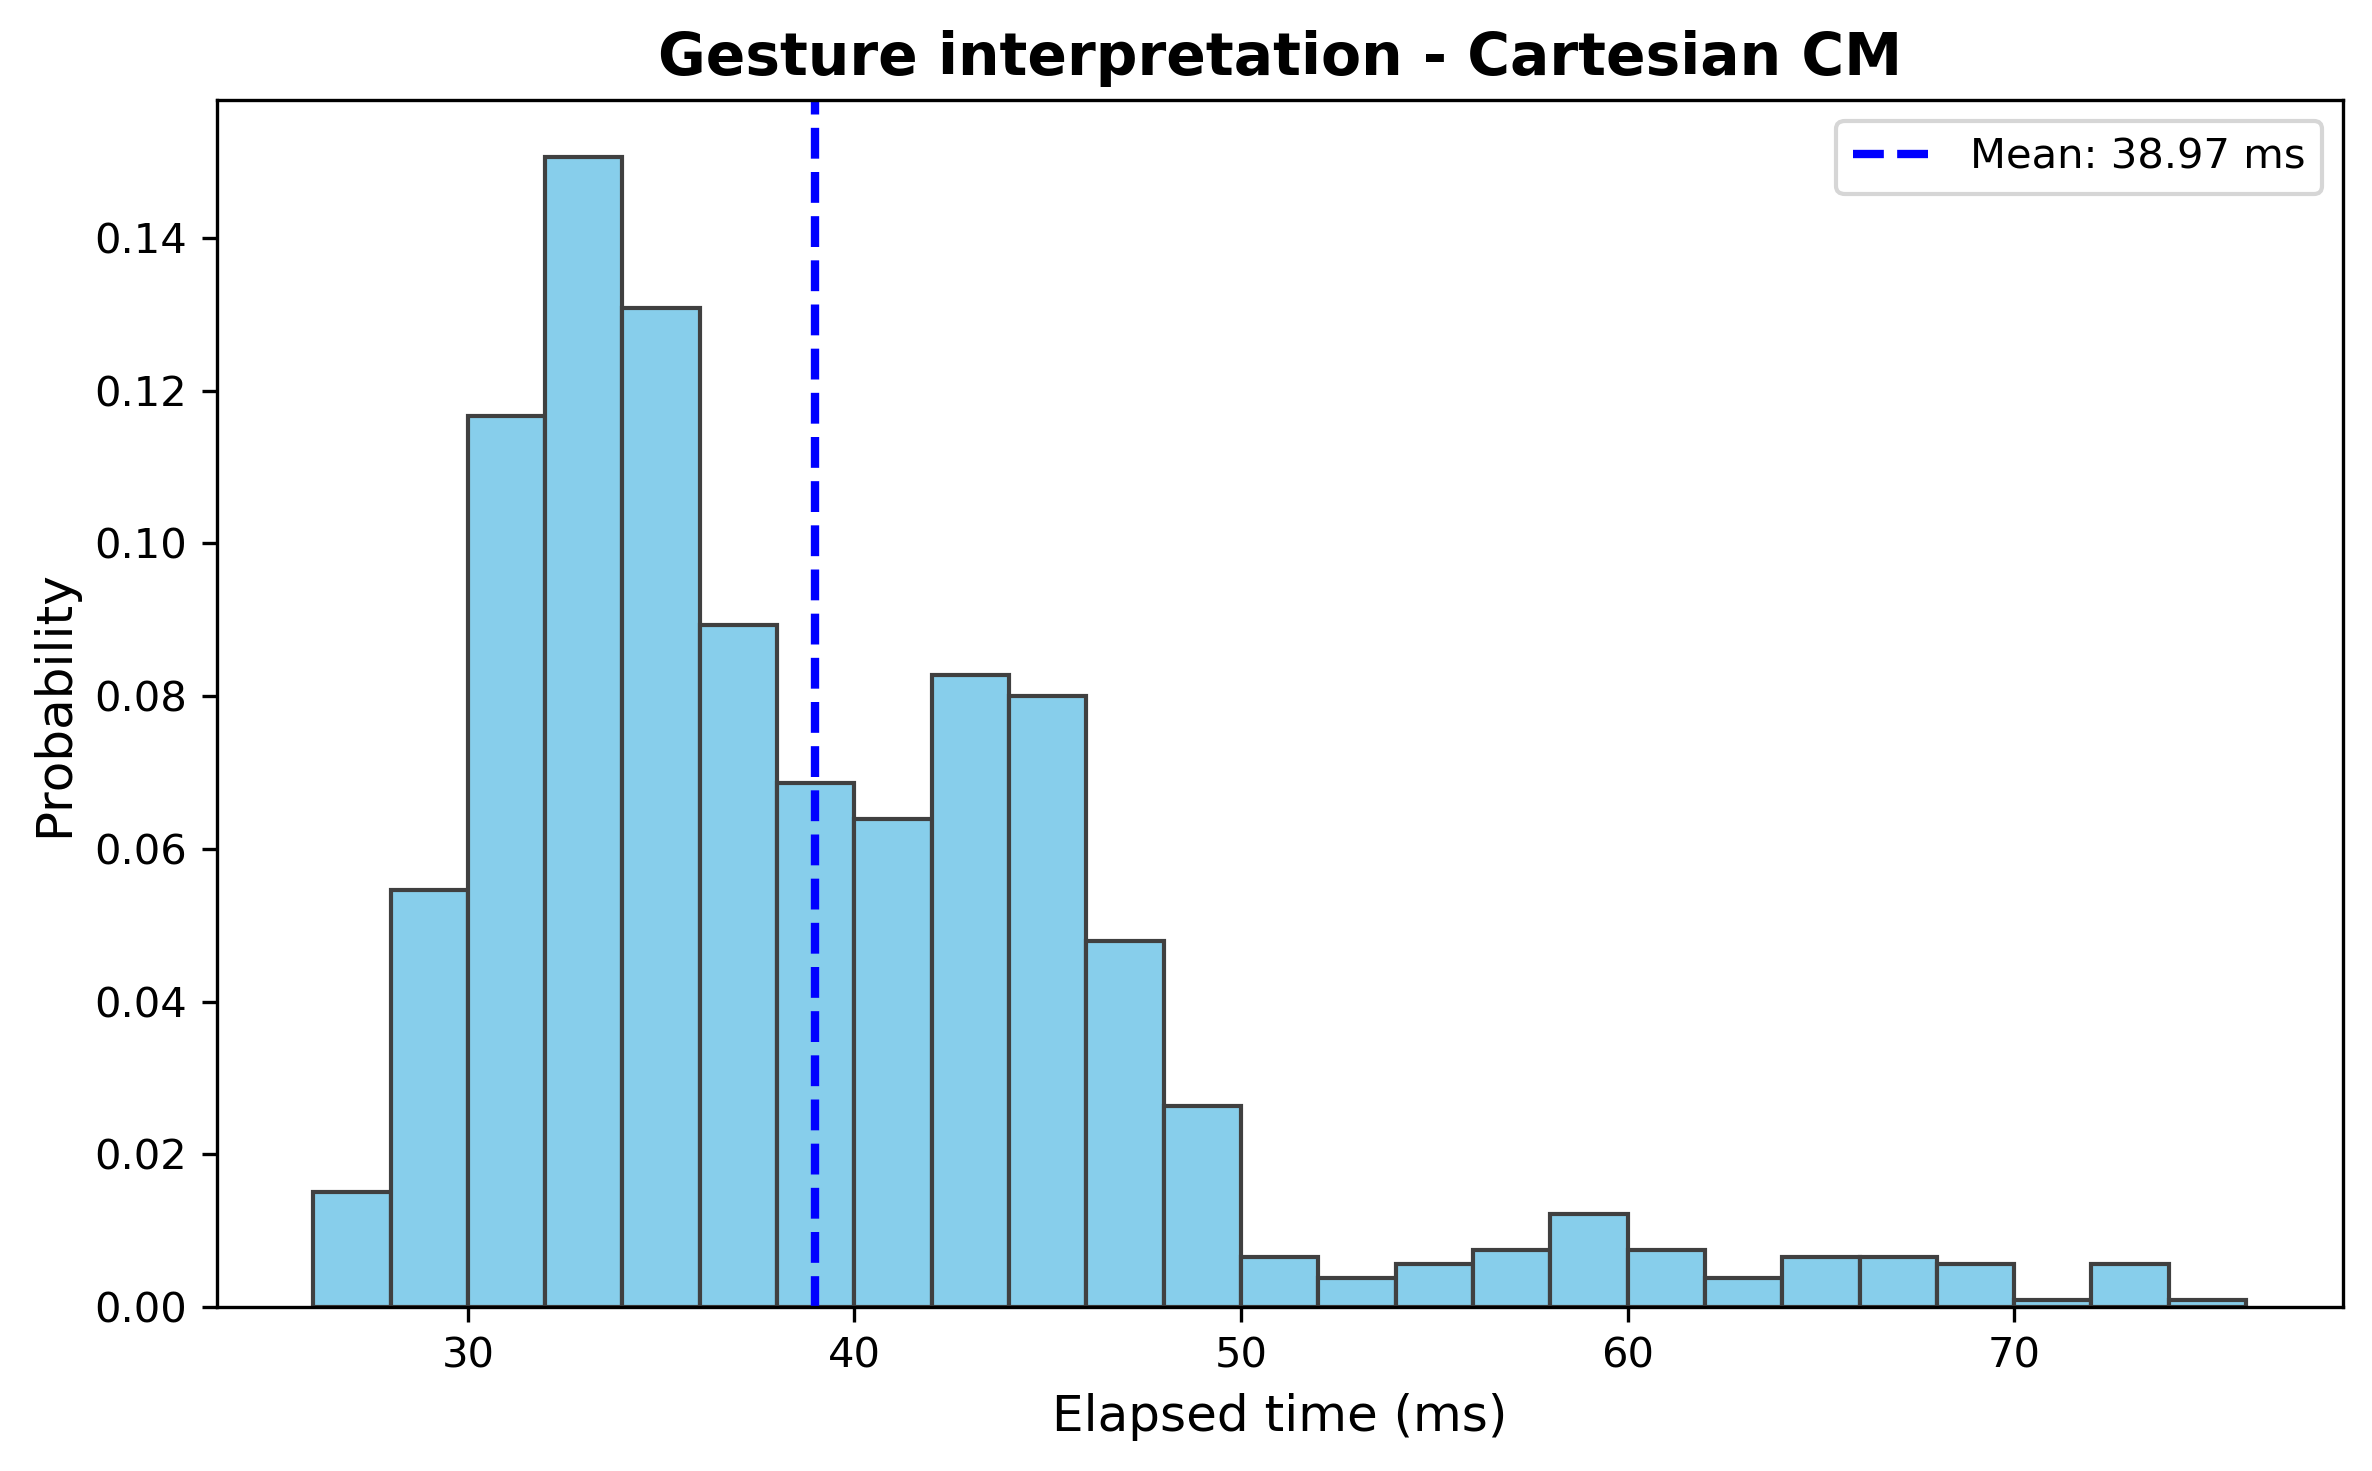 Gesture interpretation - Cartesian CM
Mean: 38.97 ms
Probability
0.14
0.12
0.10
0.08
0.06
0.04
0.02
0.00
30 40 50 60 70
Elapsed time (ms)